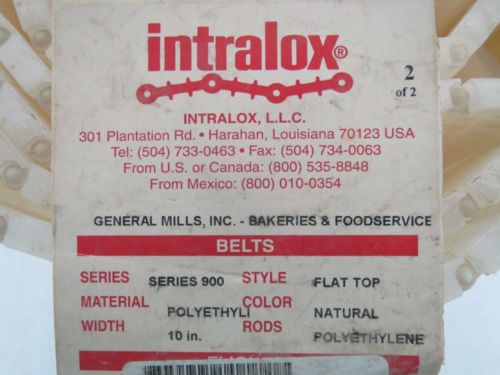 intralox®
2
of 2
INTRALOX, L.L.C.
301 Plantation Rd. • Harahan, Louisiana 70123 USA
Tel: (504) 733-0463 • Fax: (504) 734-0063
From U.S. or Canada: (800) 535-8848
From Mexico: (800) 010-0354
GENERAL MILLS, INC. - BAKERIES & FOODSERVICE
BELTS
SERIES SERIES 900 STYLE FLAT TOP
MATERIAL POLYETHYLI COLOR NATURAL
WIDTH 10 in. RODS POLYETHYLENE